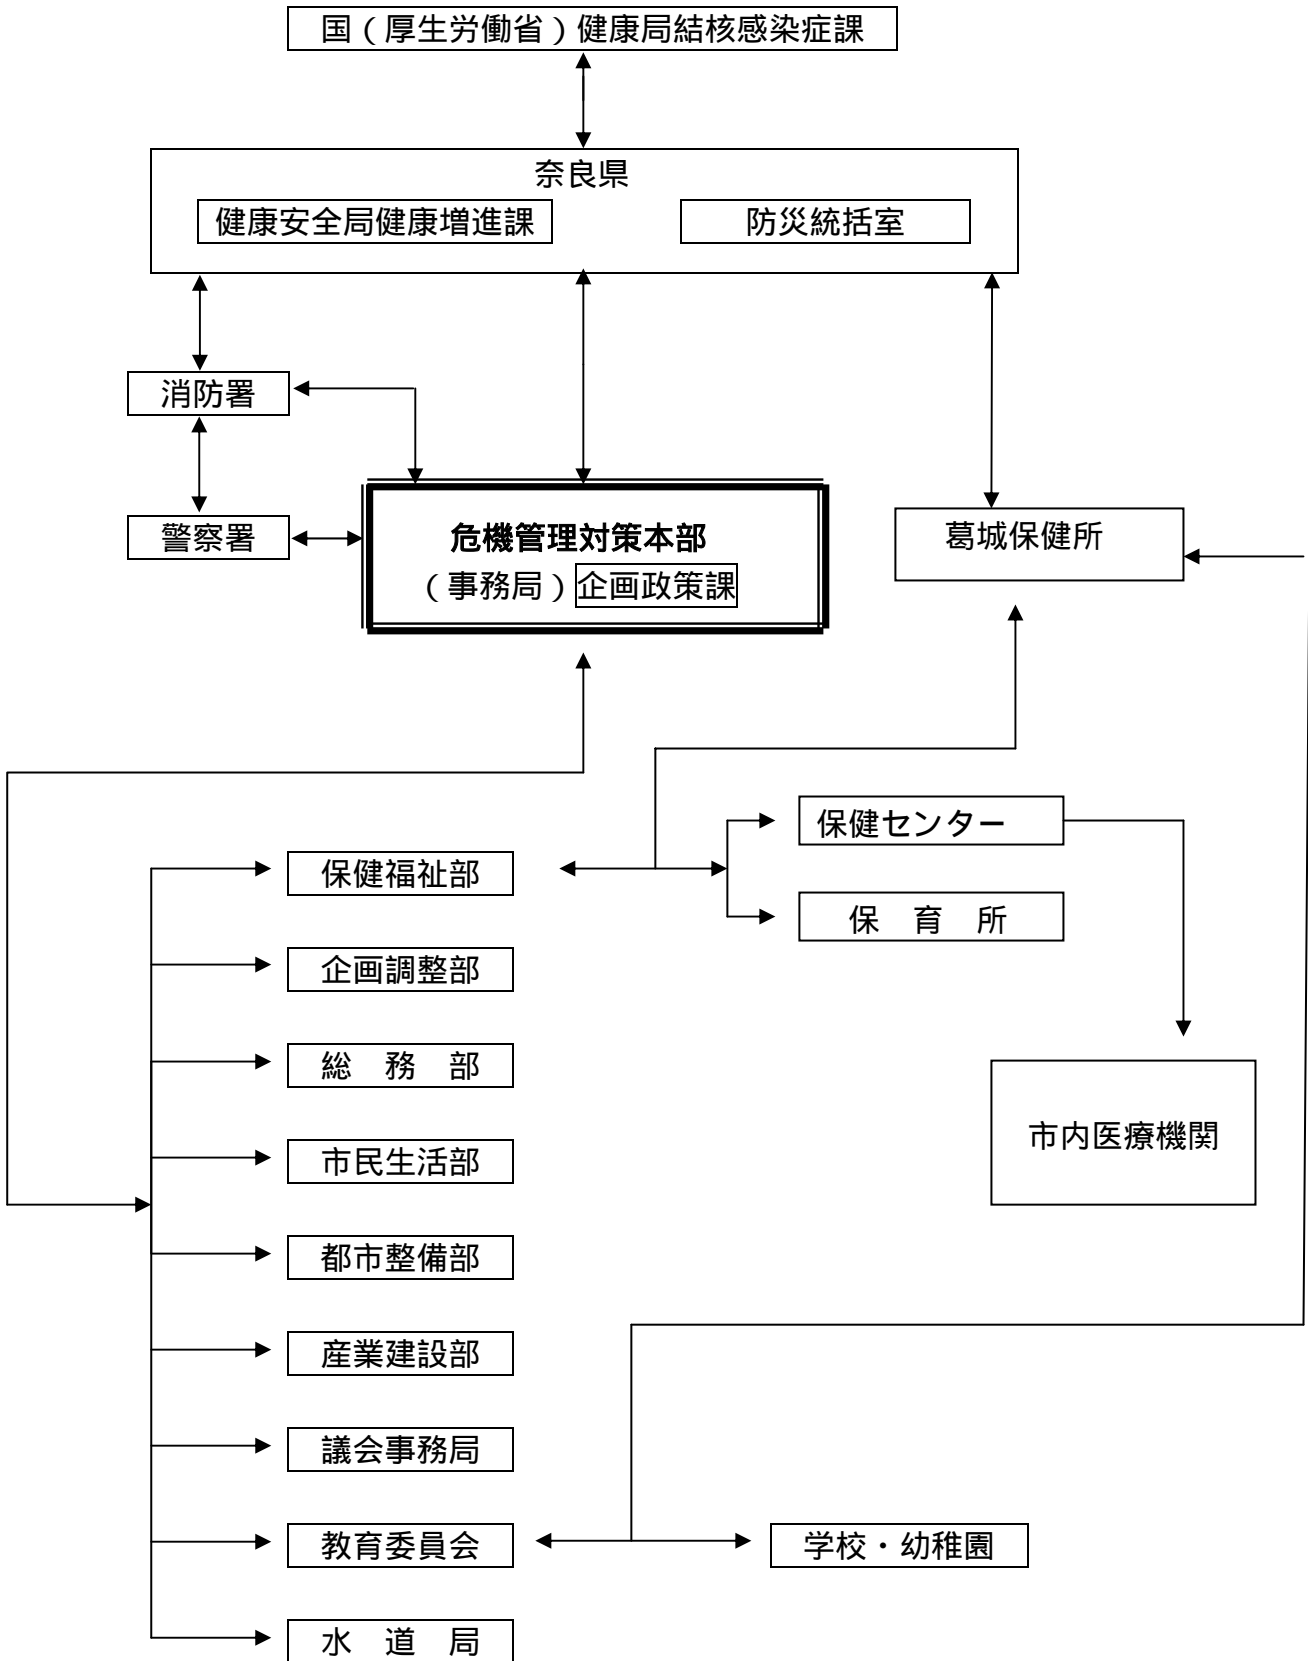 国（厚生労働省）健康局結核感染症課
奈良県
健康安全局健康増進課
防災統括室
消防署
警察署
危機管理対策本部
（事務局）企画政策課
葛城保健所
保健センター
保健福祉部
保　育　所
企画調整部
総　務　部
市内医療機関
市民生活部
都市整備部
産業建設部
議会事務局
教育委員会
学校・幼稚園
水　道　局